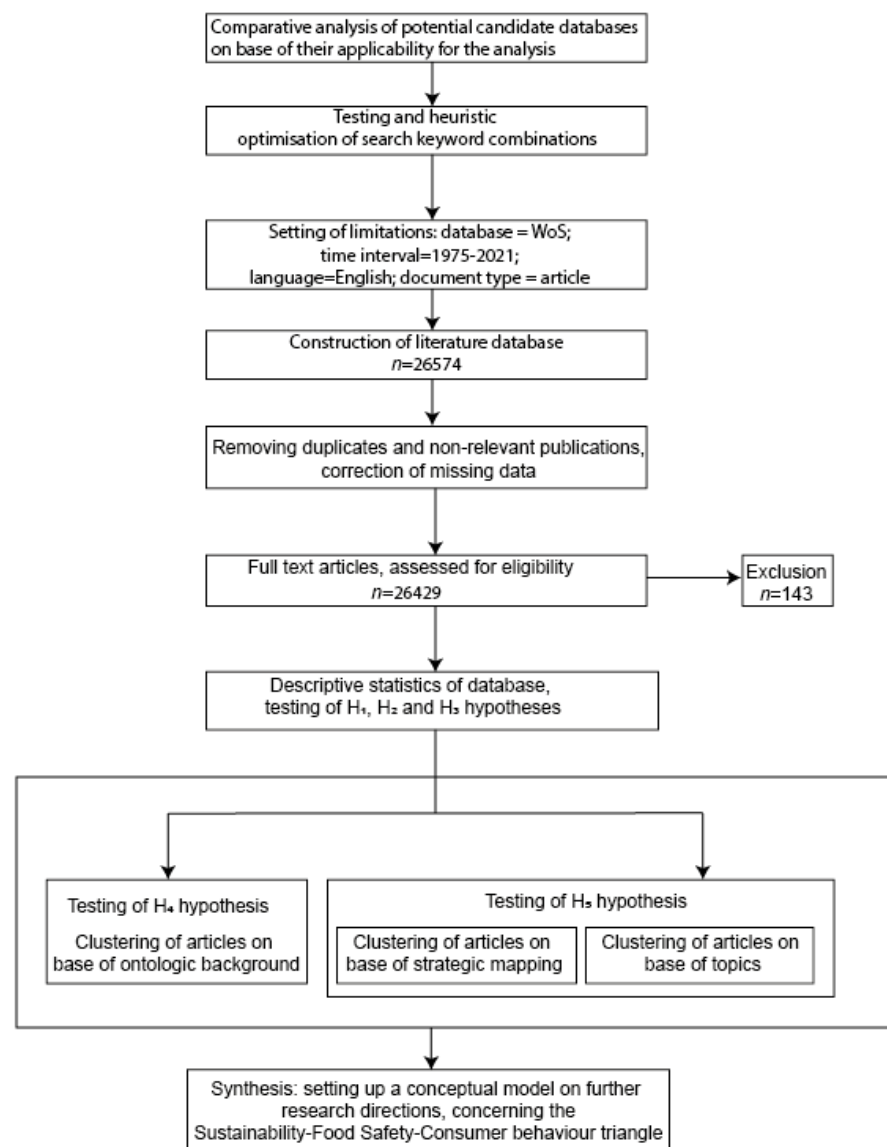 Comparative analysis of potential candidate databases
on base of their applicability for the analysis
Testing and heuristic
optimisation of search keyword combinations
Setting of limitations: database = WoS;
time interval=1975-2021;
language=English; document type = article
Construction of literature database
n=26574
Removing duplicates and non-relevant publications,
correction of missing data
Full text articles, assessed for eligibility
n=26429
Exclusion
n=143
Descriptive statistics of database,
testing of H₁, H₂ and H₃ hypotheses
Testing of H₄ hypothesis
Clustering of articles on
base of ontologic background
Testing of H₅ hypothesis
Clustering of articles on
base of strategic mapping
Clustering of articles on
base of topics
Synthesis: setting up a conceptual model on further
research directions, concerning the
Sustainability-Food Safety-Consumer behaviour triangle